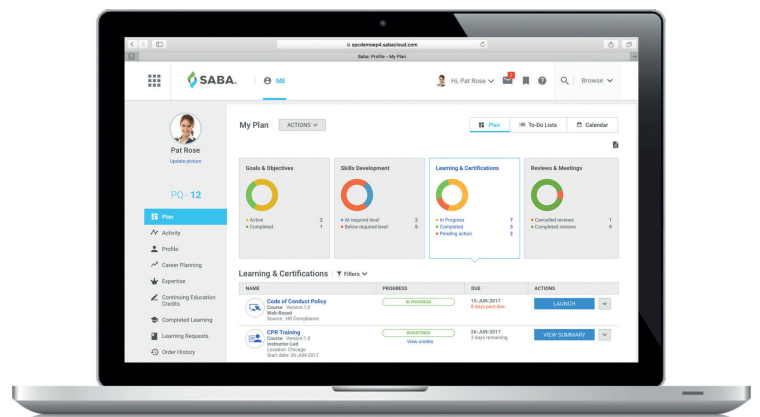 spcdemoep4.sabacloud.com
Saba: Profile - My Plan
SABA.
ME
Hi, Pat Rose
Browse
Pat Rose
Update picture
PQ - 12
Plan
Activity
Profile
Career Planning
Expertise
Continuing Education
Credits
Completed Learning
Learning Requests
Order History
My Plan
ACTIONS
Plan
To-Do Lists
Calendar
Goals & Objectives
Active 2
Completed 1
Skills Development
At required level 2
Below required level 5
Learning & Certifications
In Progress 7
Completed 3
Pending action 2
Reviews & Meetings
Cancelled reviews 1
Completed reviews 9
Learning & Certifications
Filters
NAME PROGRESS DUE ACTIONS
Code of Conduct Policy
Course Version 1.0
Web-Based
Source : HR Compliance
IN PROGRESS
15-JUN-2017
8 days past due
LAUNCH
CPR Training
Course Version 1.0
Instructor-Led
Location: Chicago
Start date: 26-JUN-2017
REGISTERED
View credits
26-JUN-2017
3 days remaining
VIEW SUMMARY